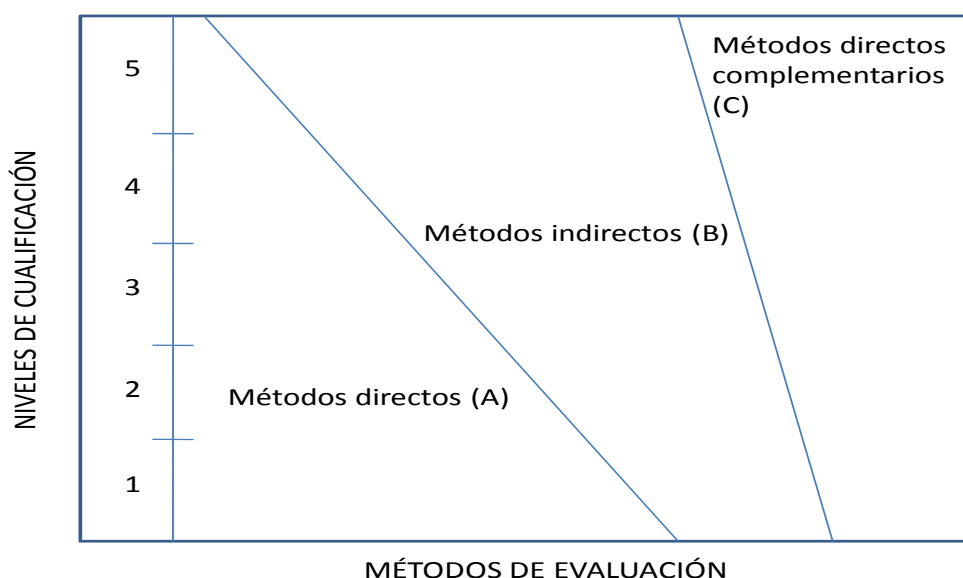 Métodos directos
complementarios
(C)
5
4
Métodos indirectos (B)
3
2
Métodos directos (A)
1
NIVELES DE CUALIFICACIÓN
MÉTODOS DE EVALUACIÓN